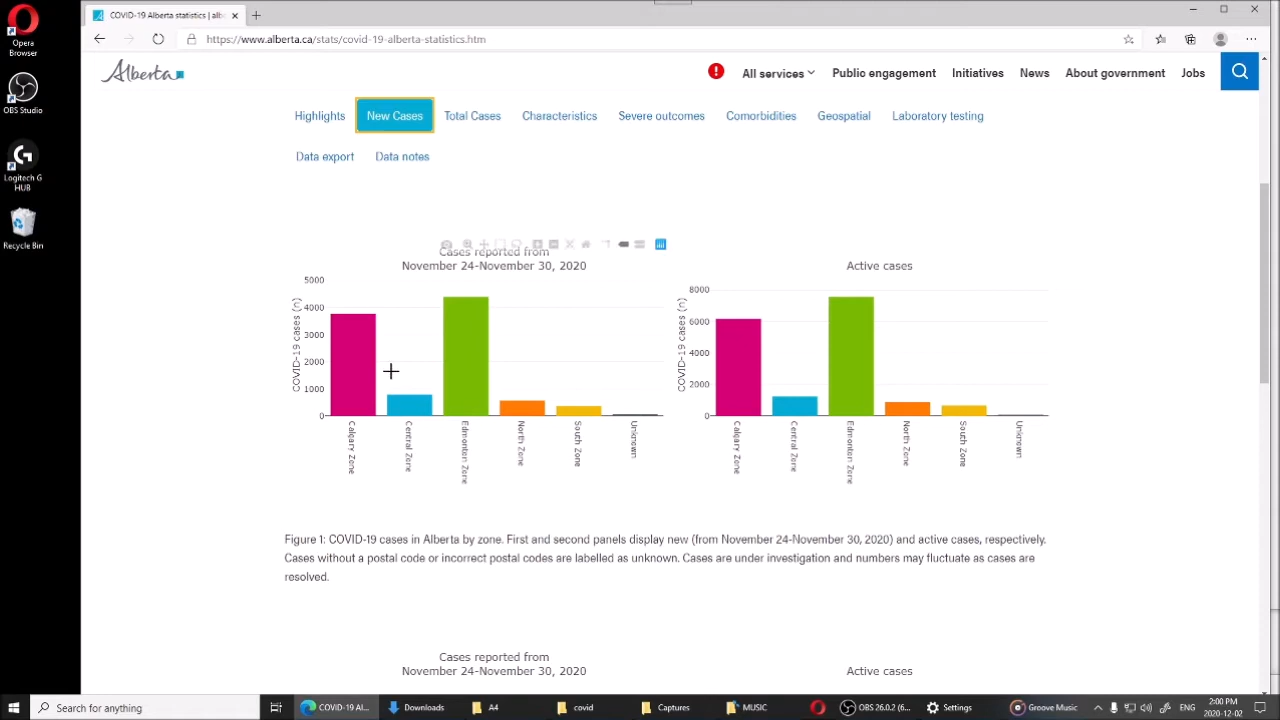 Opera
Browser
OBS Studio
Logitech G
HUB
Recycle Bin
COVID-19 Alberta statistics | alb
https://www.alberta.ca/stats/covid-19-alberta-statistics.htm
Alberta
All services
Public engagement
Initiatives
News
About government
Jobs
Highlights
New Cases
Total Cases
Characteristics
Severe outcomes
Comorbidities
Geospatial
Laboratory testing
Data export
Data notes
Cases reported from
November 24-November 30, 2020
COVID-19 cases (n)
5000
4000
3000
2000
1000
0
Calgary Zone
Central Zone
Edmonton Zone
North Zone
South Zone
Unknown
Active cases
COVID-19 cases (n)
8000
6000
4000
2000
0
Calgary Zone
Central Zone
Edmonton Zone
North Zone
South Zone
Unknown
Figure 1: COVID-19 cases in Alberta by zone. First and second panels display new (from November 24-November 30, 2020) and active cases, respectively.
Cases without a postal code or incorrect postal codes are labelled as unknown. Cases are under investigation and numbers may fluctuate as cases are
resolved.
Cases reported from
November 24-November 30, 2020
Active cases
Search for anything
COVID-19 Al...
Downloads
A4
covid
Captures
MUSIC
OBS 26.0.2 (6...
Settings
Groove Music
ENG
2:00 PM
2020-12-02